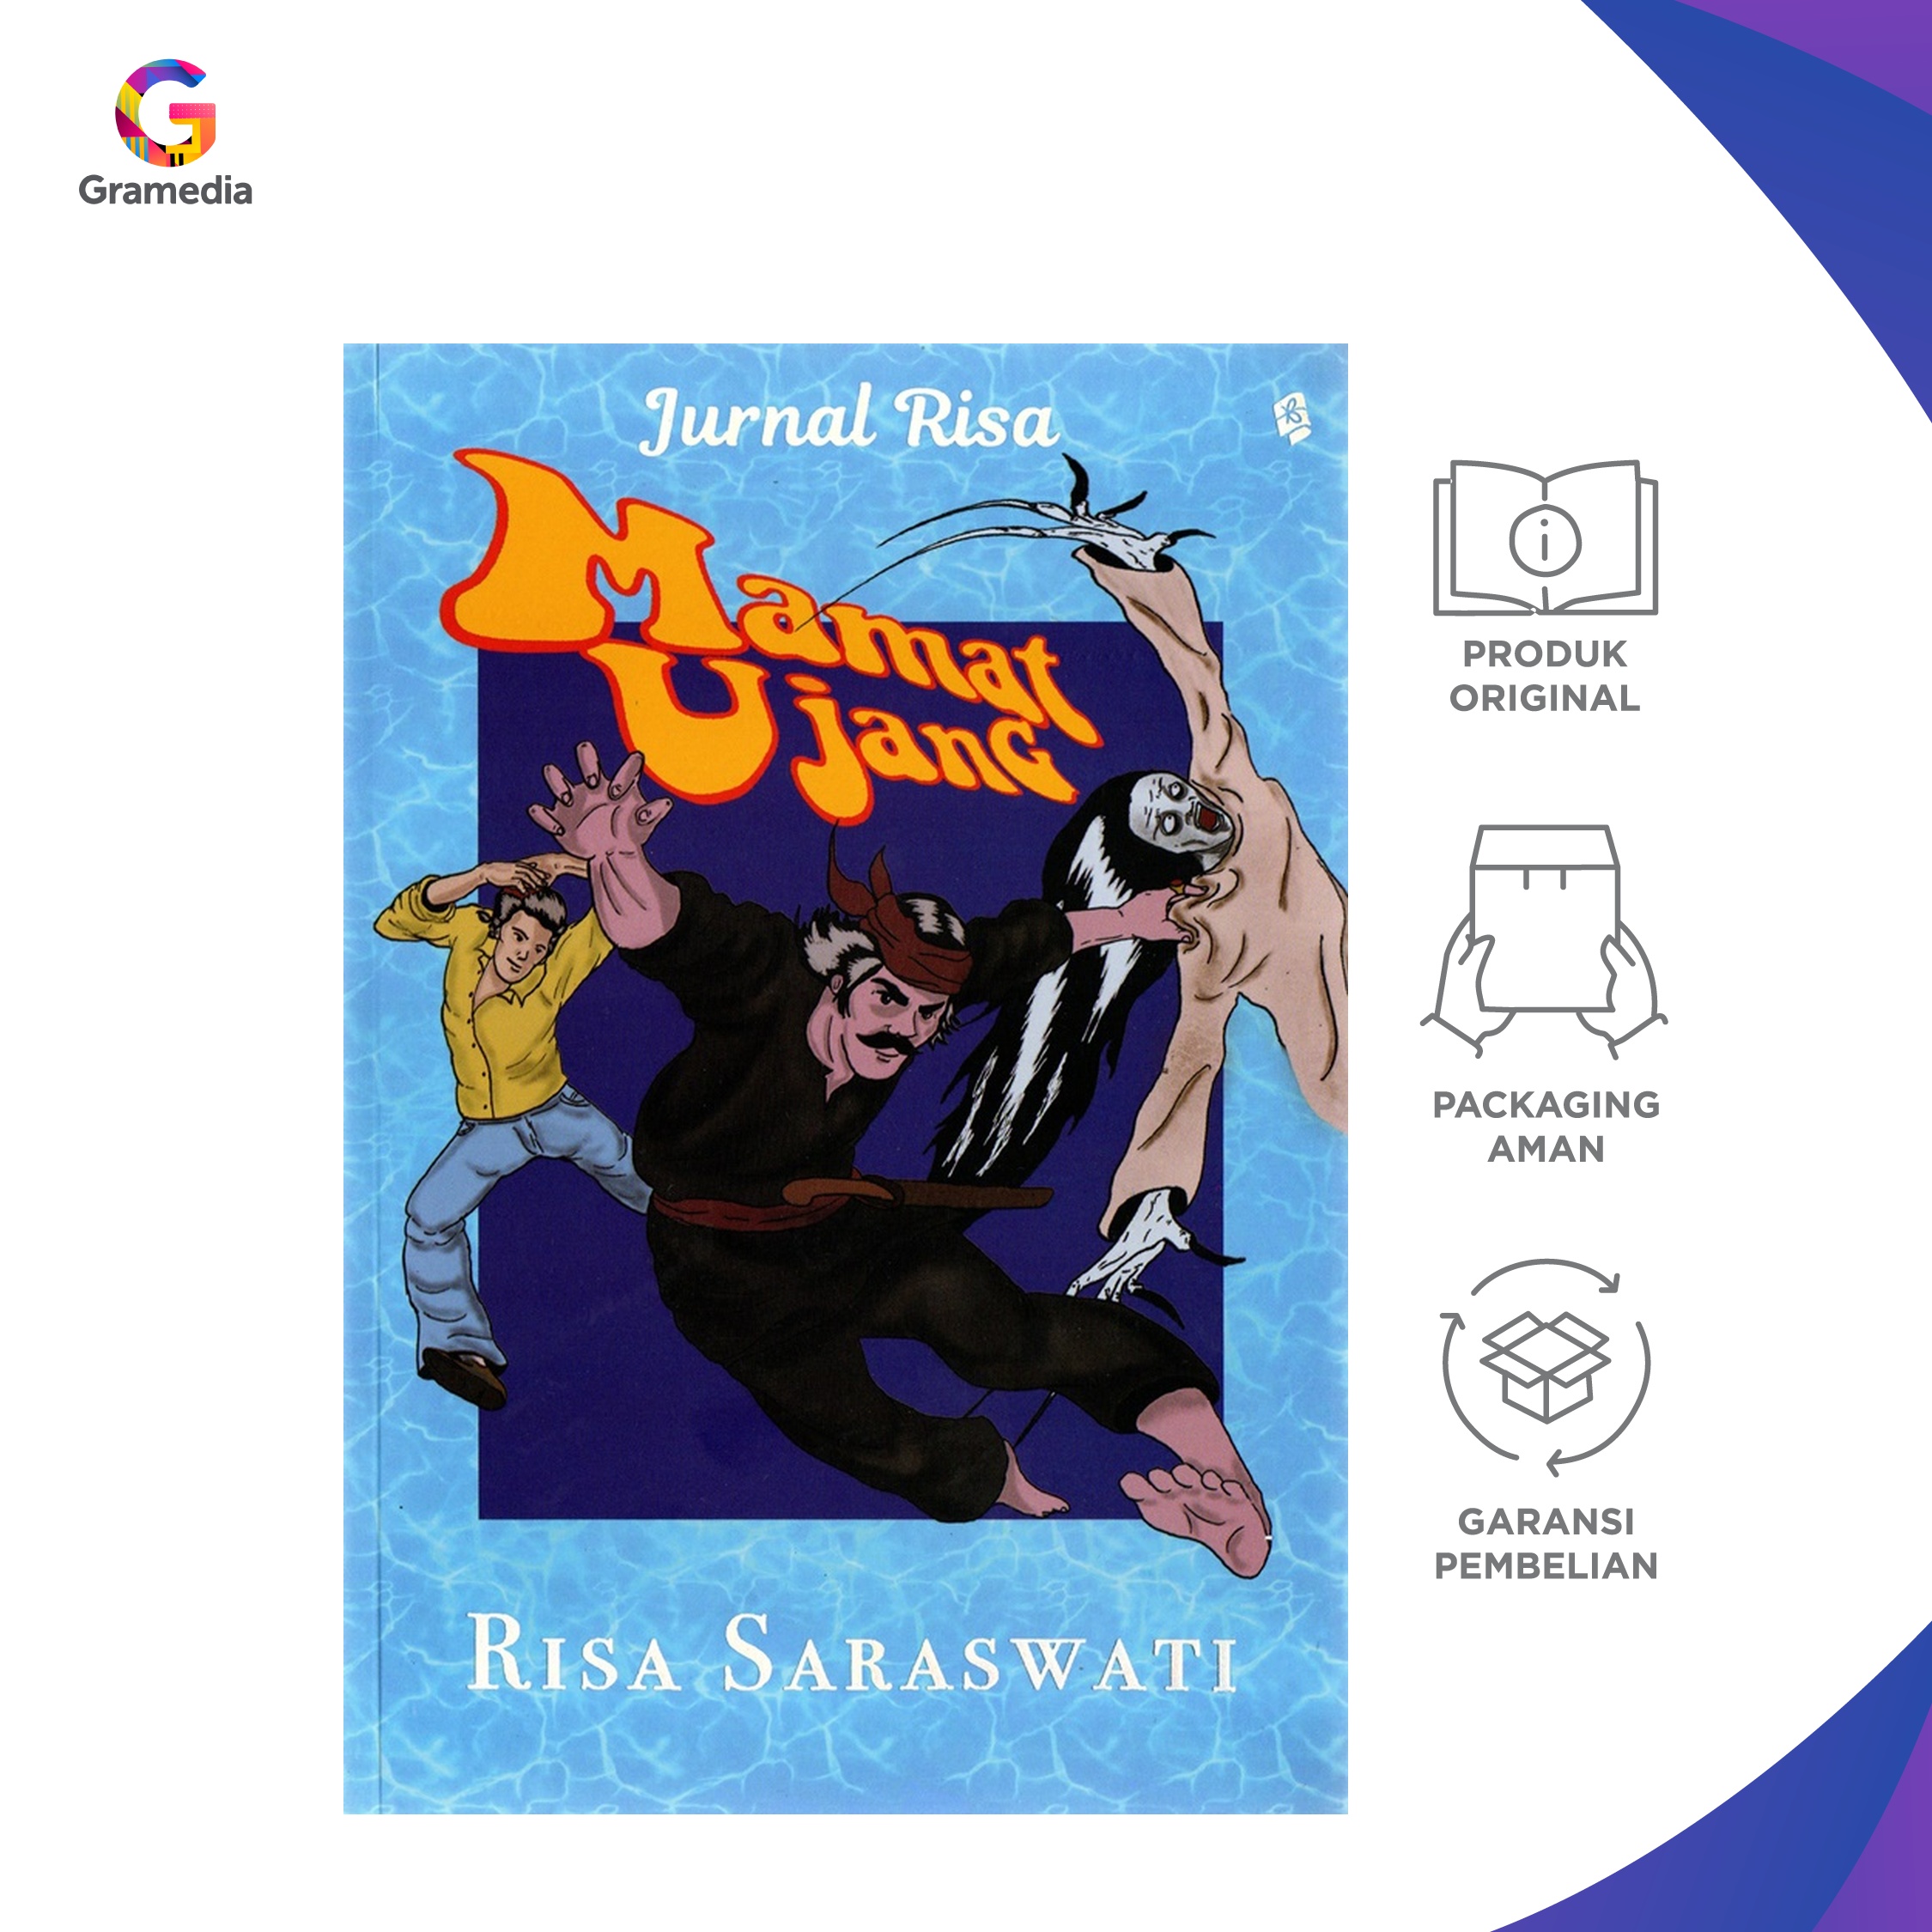 Gramedia
Jurnal Risa
Mamat
Ujang
RISA SARASWATI
PRODUK
ORIGINAL
PACKAGING
AMAN
GARANSI
PEMBELIAN